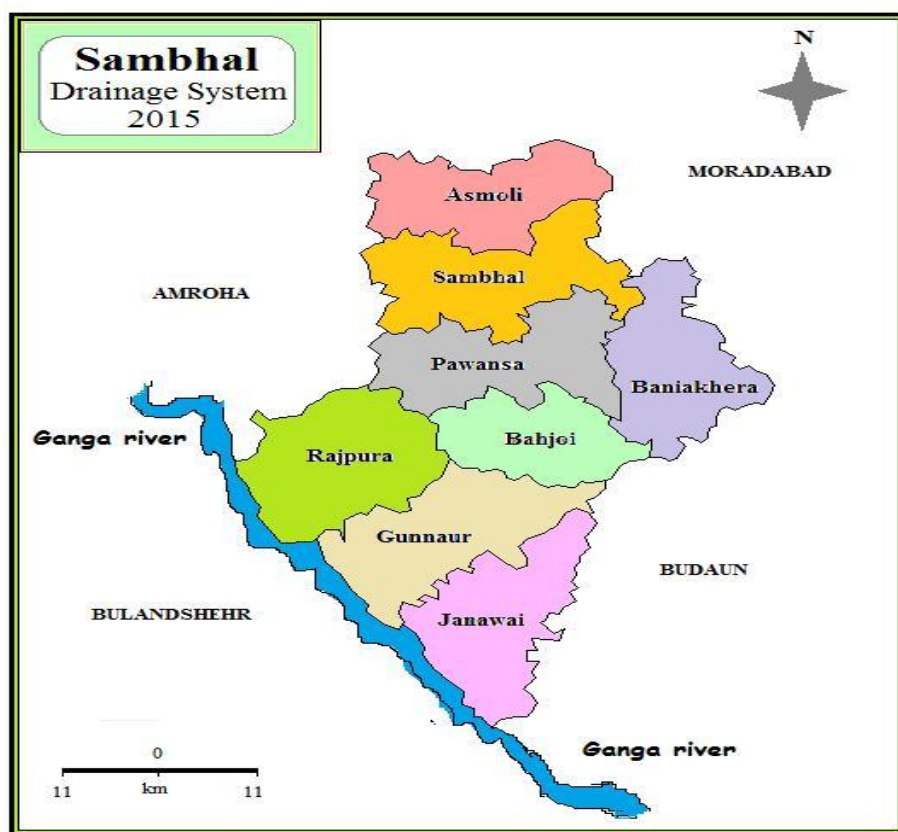 Sambhal
Drainage System
2015
N
MORADABAD
Asmoli
Sambhal
AMROHA
Pawansa
Baniakhera
Ganga river
Rajpura
Bahjoi
Gunnaur
BUDAUN
BULANDSHEHR
Janawai
Ganga river
0
11 km 11